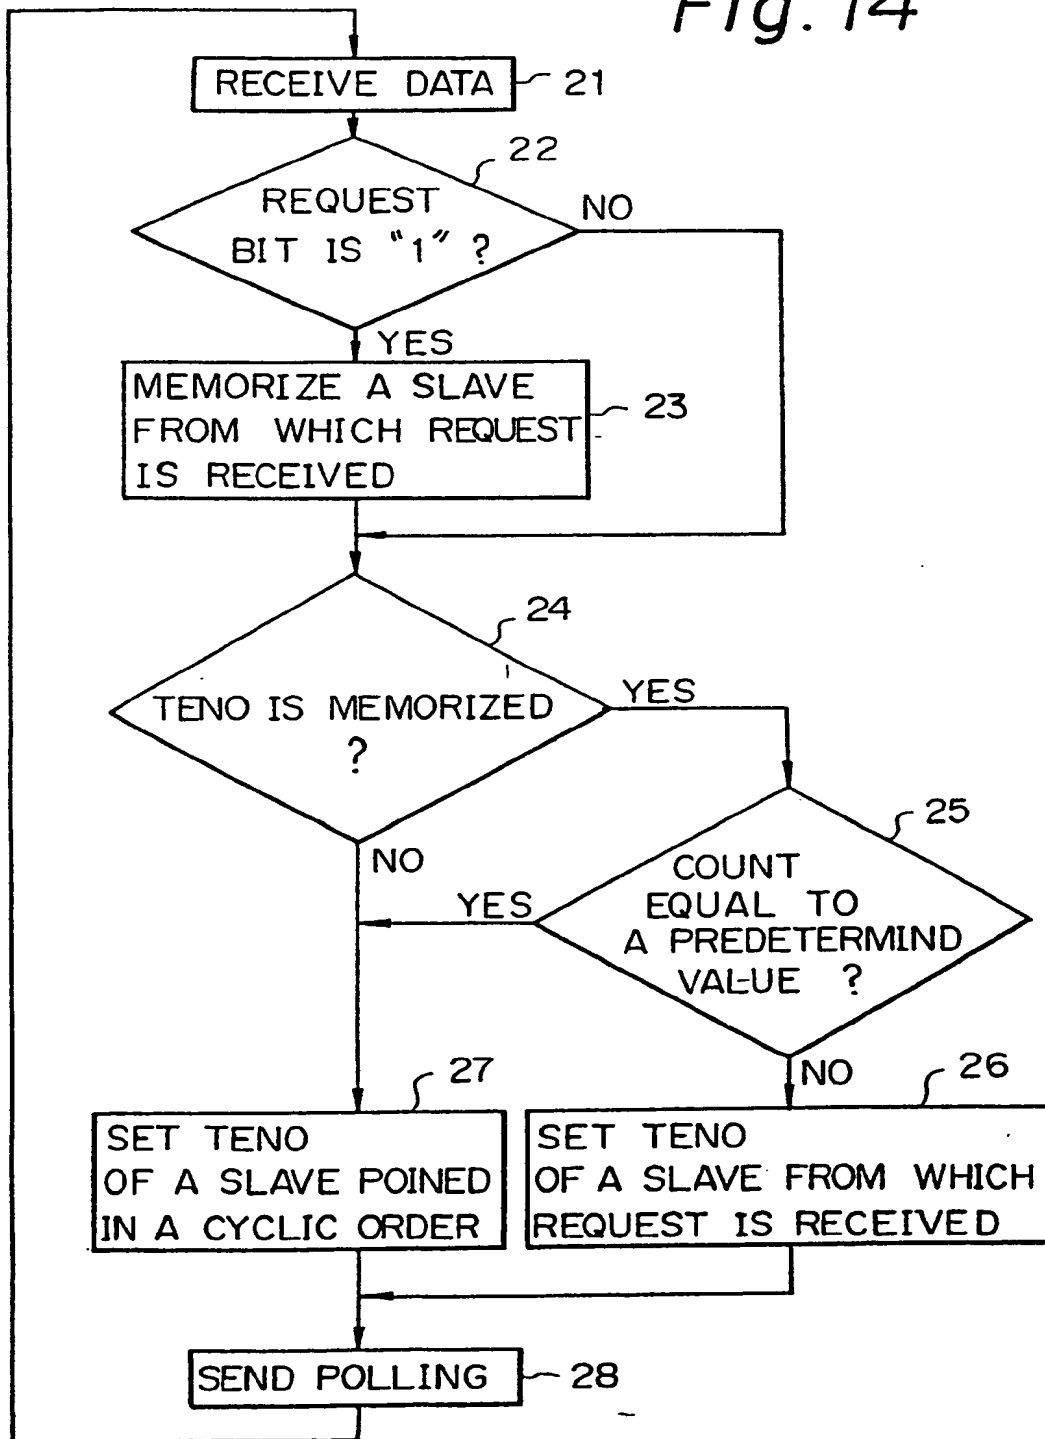 Fig. 14
RECEIVE DATA
21
22
REQUEST
BIT IS "1" ?
NO
YES
MEMORIZE A SLAVE
FROM WHICH REQUEST
IS RECEIVED
23
24
TENO IS MEMORIZED
?
YES
NO
25
COUNT
EQUAL TO
A PREDETERMIND
VALUE ?
YES
NO
27
SET TENO
OF A SLAVE POINED
IN A CYCLIC ORDER
26
SET TENO
OF A SLAVE FROM WHICH
REQUEST IS RECEIVED
SEND POLLING
28